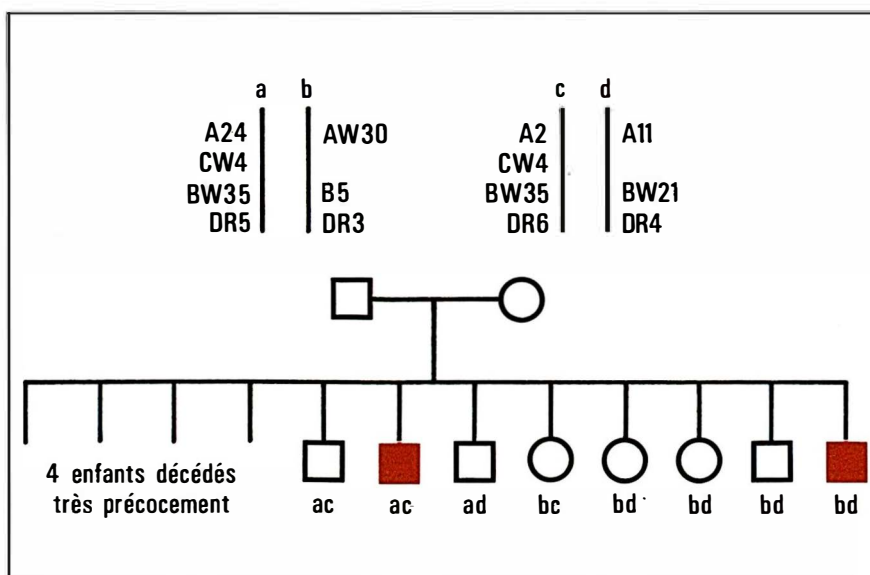 a b c d
A24 AW30 A2 A11
CW4 CW4
BW35 B5 BW35 BW21
DR5 DR3 DR6 DR4
4 enfants décédés
très précocement
ac ac ad bc bd bd bd bd